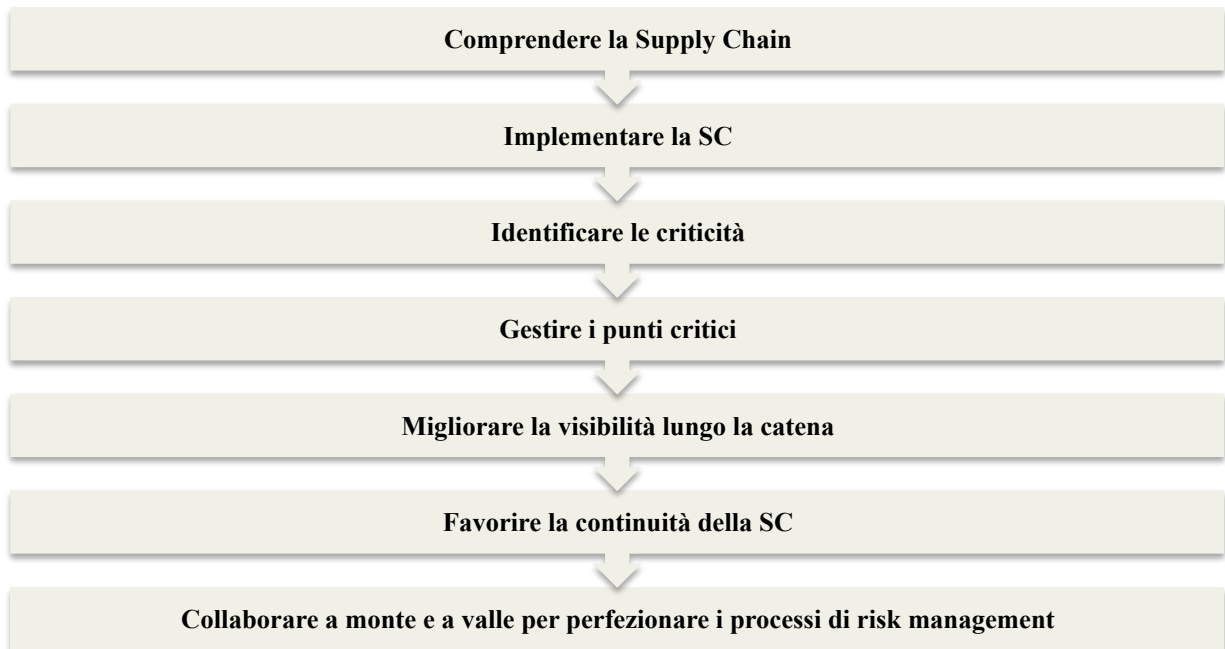 Comprendere la Supply Chain
Implementare la SC
Identificare le criticità
Gestire i punti critici
Migliorare la visibilità lungo la catena
Favorire la continuità della SC
Collaborare a monte e a valle per perfezionare i processi di risk management